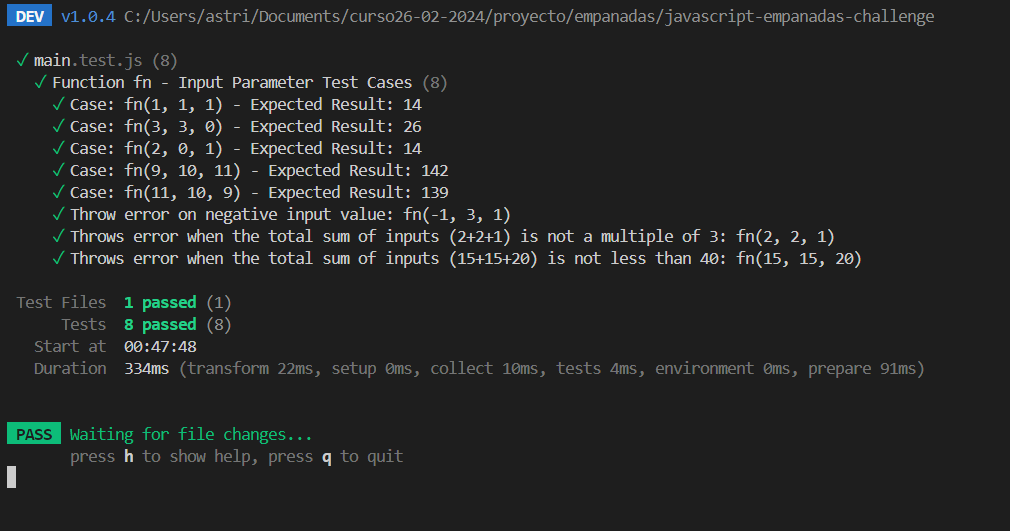 DEV v1.0.4 C:/Users/astri/Documents/curso26-02-2024/proyecto/empanadas/javascript-empanadas-challenge
✓ main.test.js (8)
✓ Function fn - Input Parameter Test Cases (8)
✓ Case: fn(1, 1, 1) - Expected Result: 14
✓ Case: fn(3, 3, 0) - Expected Result: 26
✓ Case: fn(2, 0, 1) - Expected Result: 14
✓ Case: fn(9, 10, 11) - Expected Result: 142
✓ Case: fn(11, 10, 9) - Expected Result: 139
✓ Throw error on negative input value: fn(-1, 3, 1)
✓ Throws error when the total sum of inputs (2+2+1) is not a multiple of 3: fn(2, 2, 1)
✓ Throws error when the total sum of inputs (15+15+20) is not less than 40: fn(15, 15, 20)
Test Files 1 passed (1)
Tests 8 passed (8)
Start at 00:47:48
Duration 334ms (transform 22ms, setup 0ms, collect 10ms, tests 4ms, environment 0ms, prepare 91ms)
PASS Waiting for file changes...
press h to show help, press q to quit